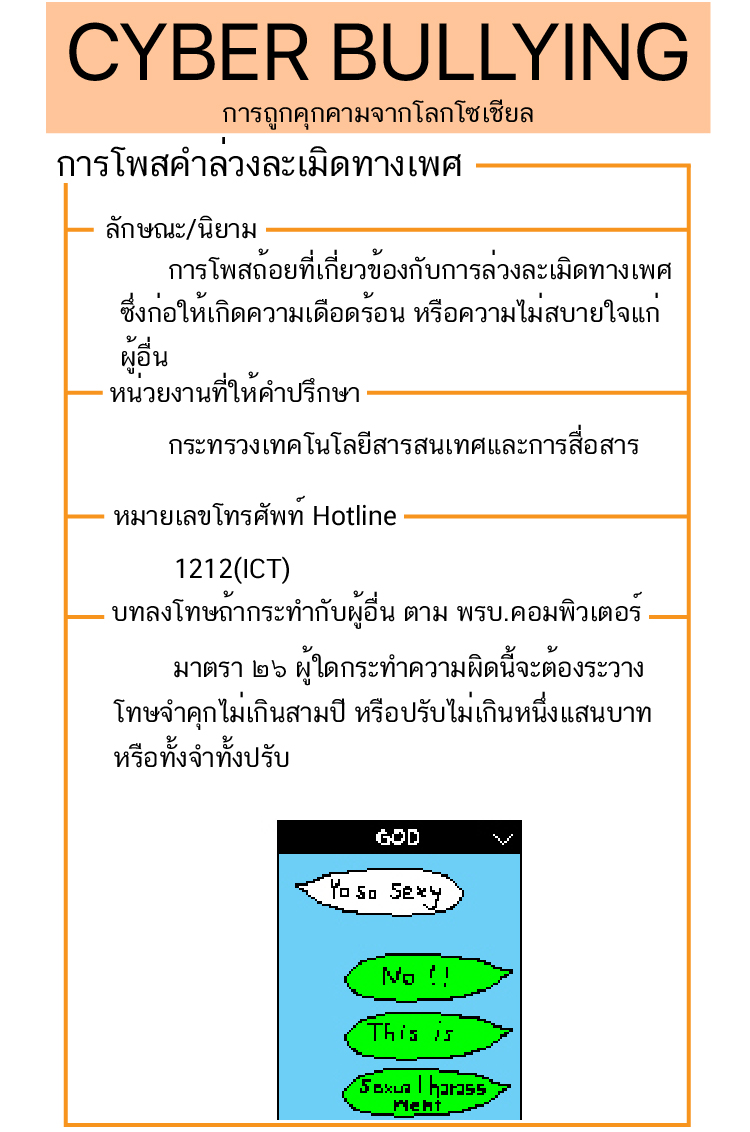 CYBER BULLYING
การถูกคุกคามจากโลกโซเชียล
การโพสคำล่วงละเมิดทางเพศ
ลักษณะ/นิยาม
การโพสถ้อยที่เกี่ยวข้องกับการล่วงละเมิดทางเพศ
ซึ่งก่อให้เกิดความเดือดร้อน หรือความไม่สบายใจแก่
ผู้อื่น
หน่วยงานที่ให้คำปรึกษา
กระทรวงเทคโนโลยีสารสนเทศและการสื่อสาร
หมายเลขโทรศัพท์ Hotline
1212(ICT)
บทลงโทษถ้ากระทำกับผู้อื่น ตาม พรบ.คอมพิวเตอร์
มาตรา ๒๖ ผู้ใดกระทำความผิดนี้จะต้องระวาง
โทษจำคุกไม่เกินสามปี หรือปรับไม่เกินหนึ่งแสนบาท
หรือทั้งจำทั้งปรับ
GOD
Yo so Sexy
No !!
This is
Sexual harass
ment